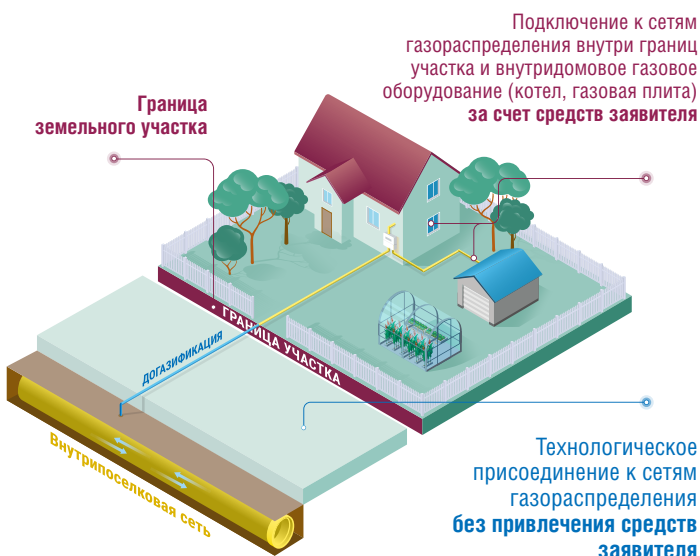 Подключение к сетям
газораспределения внутри границ
участка и внутридомовое газовое
оборудование (котел, газовая плита)
за счет средств заявителя
Граница
земельного участка
• ГРАНИЦА УЧАСТКА
ДОГАЗИФИКАЦИЯ
Внутрипоселковая сеть
Технологическое
присоединение к сетям
газораспределения
без привлечения средств
заявителя